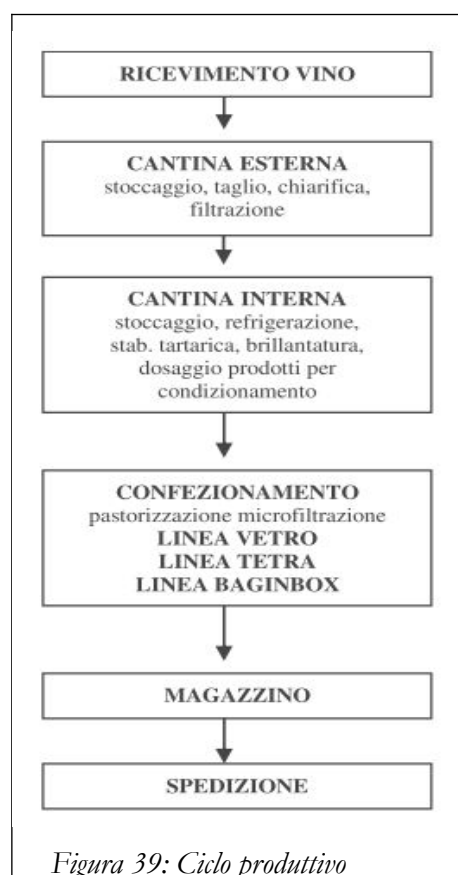 RICEVIMENTO VINO
CANTINA ESTERNA
stoccaggio, taglio, chiarifica,
filtrazione
CANTINA INTERNA
stoccaggio, refrigerazione,
stab. tartarica, brillantatura,
dosaggio prodotti per
condizionamento
CONFEZIONAMENTO
pastorizzazione microfiltrazione
LINEA VETRO
LINEA TETRA
LINEA BAGINBOX
MAGAZZINO
SPEDIZIONE
Figura 39: Ciclo produttivo